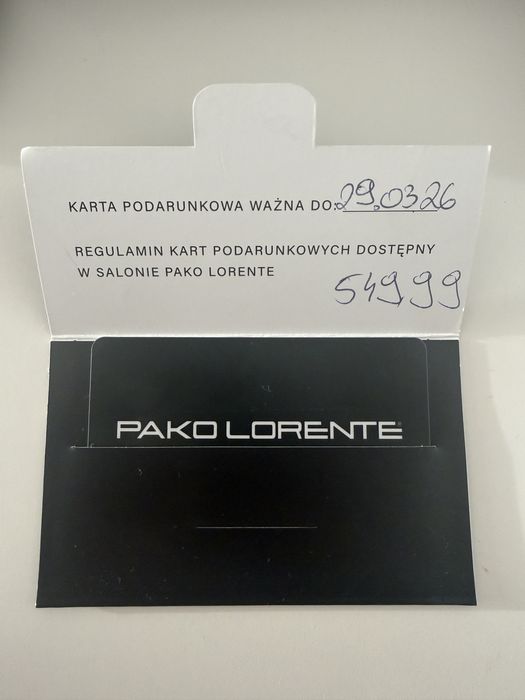 KARTA PODARUNKOWA WAŻNA DO: 29.03.26
REGULAMIN KART PODARUNKOWYCH DOSTĘPNY
W SALONIE PAKO LORENTE
549,99
PAKO LORENTE